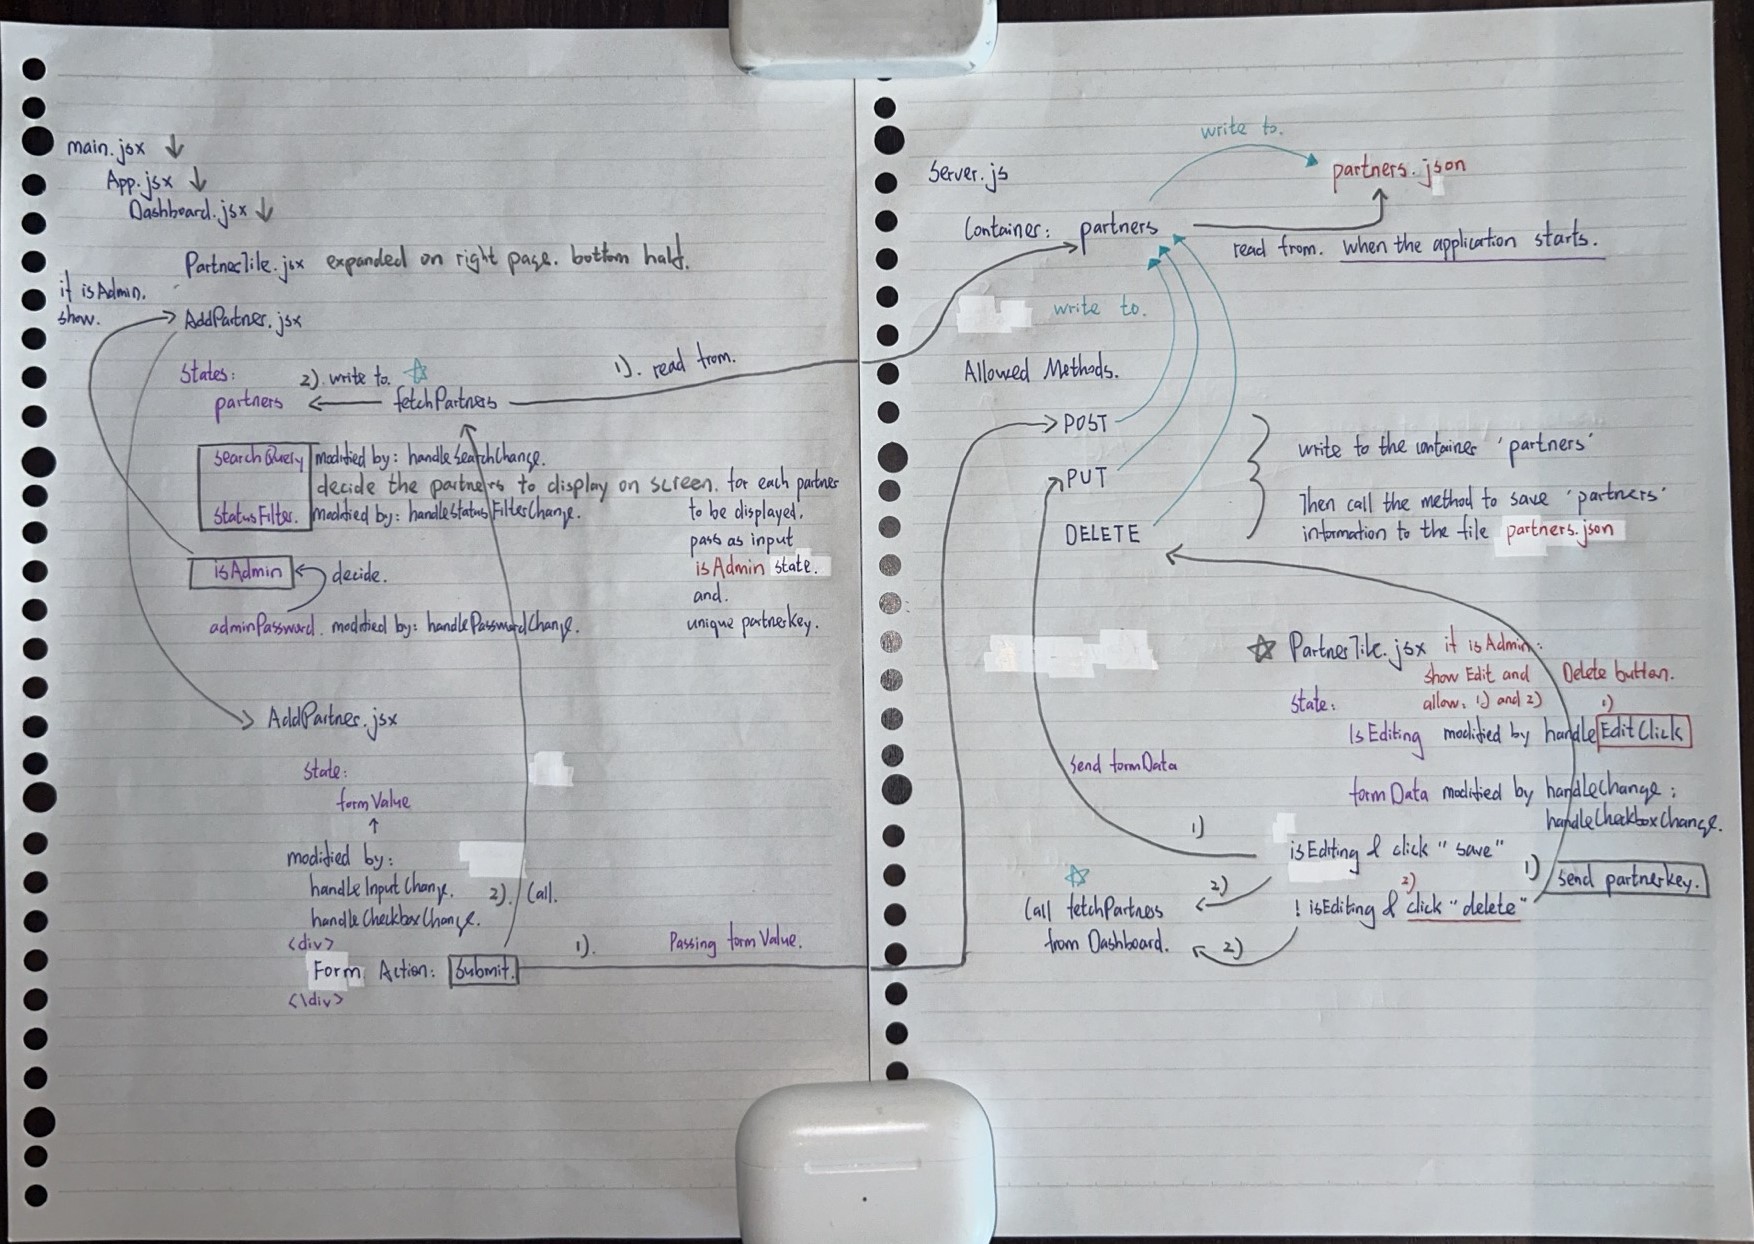 main.jsx ↓
App.jsx ↓
Dashboard.jsx ↓
PartnerTile.jsx expanded on right page. bottom half.
if isAdmin.
show.
AddPartner.jsx
States:
2). write to. ☆
1). read from.
partners ← fetchPartners
SearchQuery modified by: handleSearchChange.
decide the partners to display on screen. for each partner
StatusFilter. modified by: handleStatusFilterChange.
to be displayed,
pass as input
isAdmin state.
and.
unique partnerkey.
isAdmin decide.
adminPassword. modified by: handlePasswordChange.
AddPartner.jsx
State:
formValue
↑
modified by:
handleInputChange.
handleCheckboxChange.
2). Call.
<div>
Form Action: Submit.
1). Passing formValue.
<\div>
Server.js
write to.
partners.json
Container: partners
read from. when the application starts.
write to.
Allowed Methods.
POST
PUT
DELETE
write to the container 'partners'
Then call the method to save 'partners'
information to the file partners.json
☆ PartnerTile.jsx if isAdmin:
show Edit and Delete button.
allow: 1) and 2)
State:
1)
IsEditing modified by handleEditClick
Send formData
formData modified by handleChange;
handleCheckboxChange.
1)
isEditing & click "save"
1) Send partnerkey.
☆
2)
2)
Call fetchPartners
! isEditing & click "delete"
from Dashboard.
2)